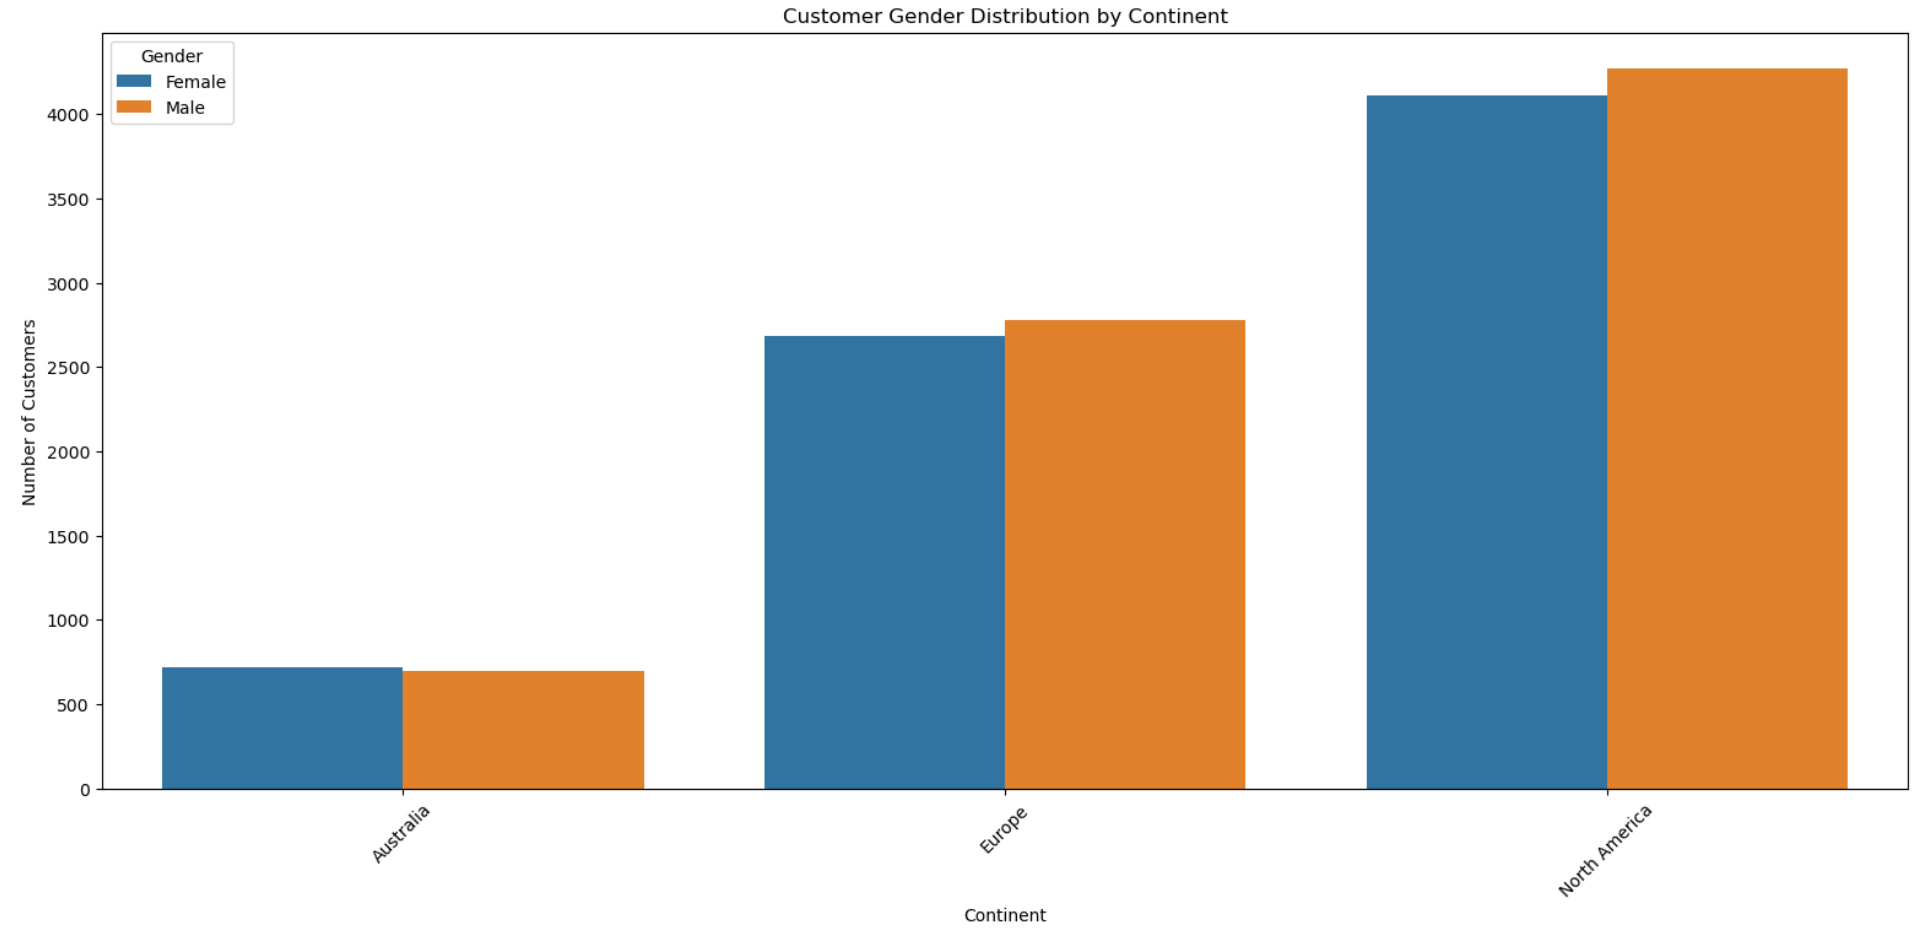 Customer Gender Distribution by Continent
Gender
Female
Male
4000
3500
3000
2500
2000
1500
1000
500
0
Number of Customers
Australia
Europe
North America
Continent